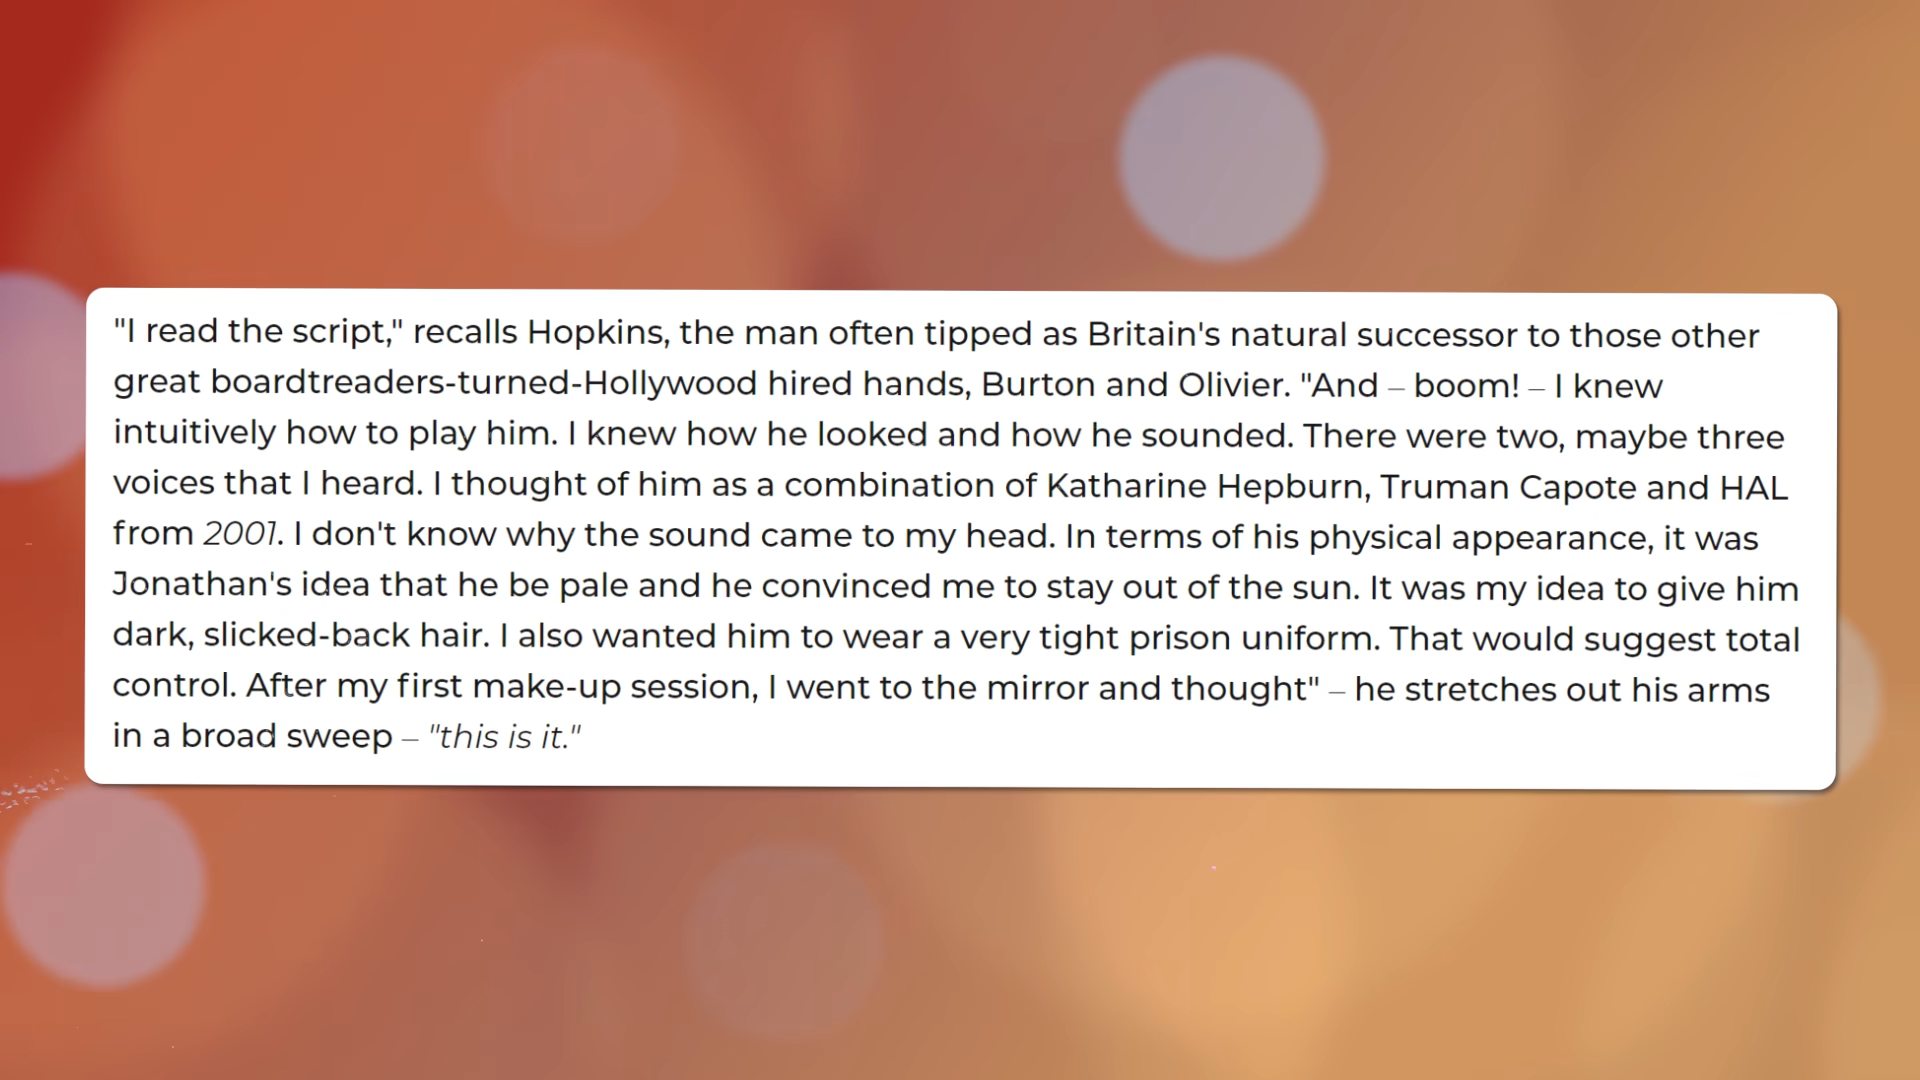 "I read the script," recalls Hopkins, the man often tipped as Britain's natural successor to those other
great boardtreaders-turned-Hollywood hired hands, Burton and Olivier. "And – boom! – I knew
intuitively how to play him. I knew how he looked and how he sounded. There were two, maybe three
voices that I heard. I thought of him as a combination of Katharine Hepburn, Truman Capote and HAL
from 2001. I don't know why the sound came to my head. In terms of his physical appearance, it was
Jonathan's idea that he be pale and he convinced me to stay out of the sun. It was my idea to give him
dark, slicked-back hair. I also wanted him to wear a very tight prison uniform. That would suggest total
control. After my first make-up session, I went to the mirror and thought" – he stretches out his arms
in a broad sweep – "this is it."